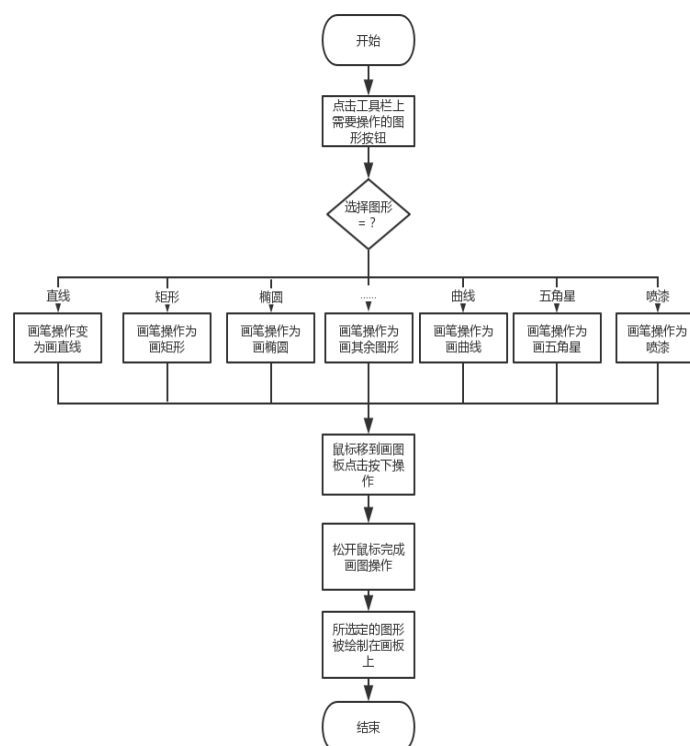 开始
点击工具栏上
需要操作的图
形按钮
选择图形
=？
直线
矩形
椭圆
......
曲线
五角星
喷漆
画笔操作变
为画直线
画笔操作为
画矩形
画笔操作为
画椭圆
画笔操作为
画其余图形
画笔操作为
画曲线
画笔操作为
画五角星
画笔操作为
喷漆
鼠标移到画图
板点击按下操
作
松开鼠标完成
画图操作
所选定的图形
被绘制在画板
上
结束